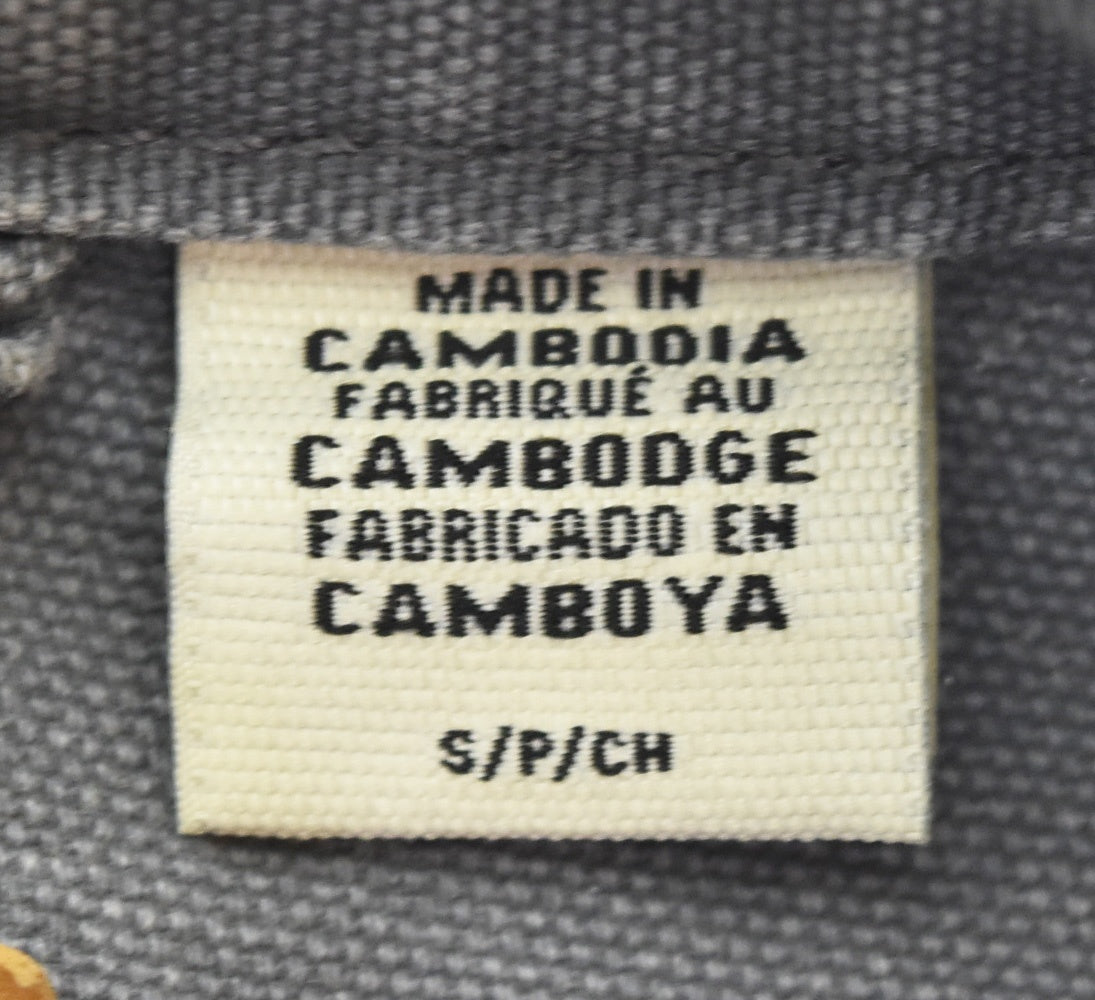 MADE IN
CAMBODIA
FABRIQUÉ AU
CAMBODGE
FABRICADO EN
CAMBOYA
S/P/CH